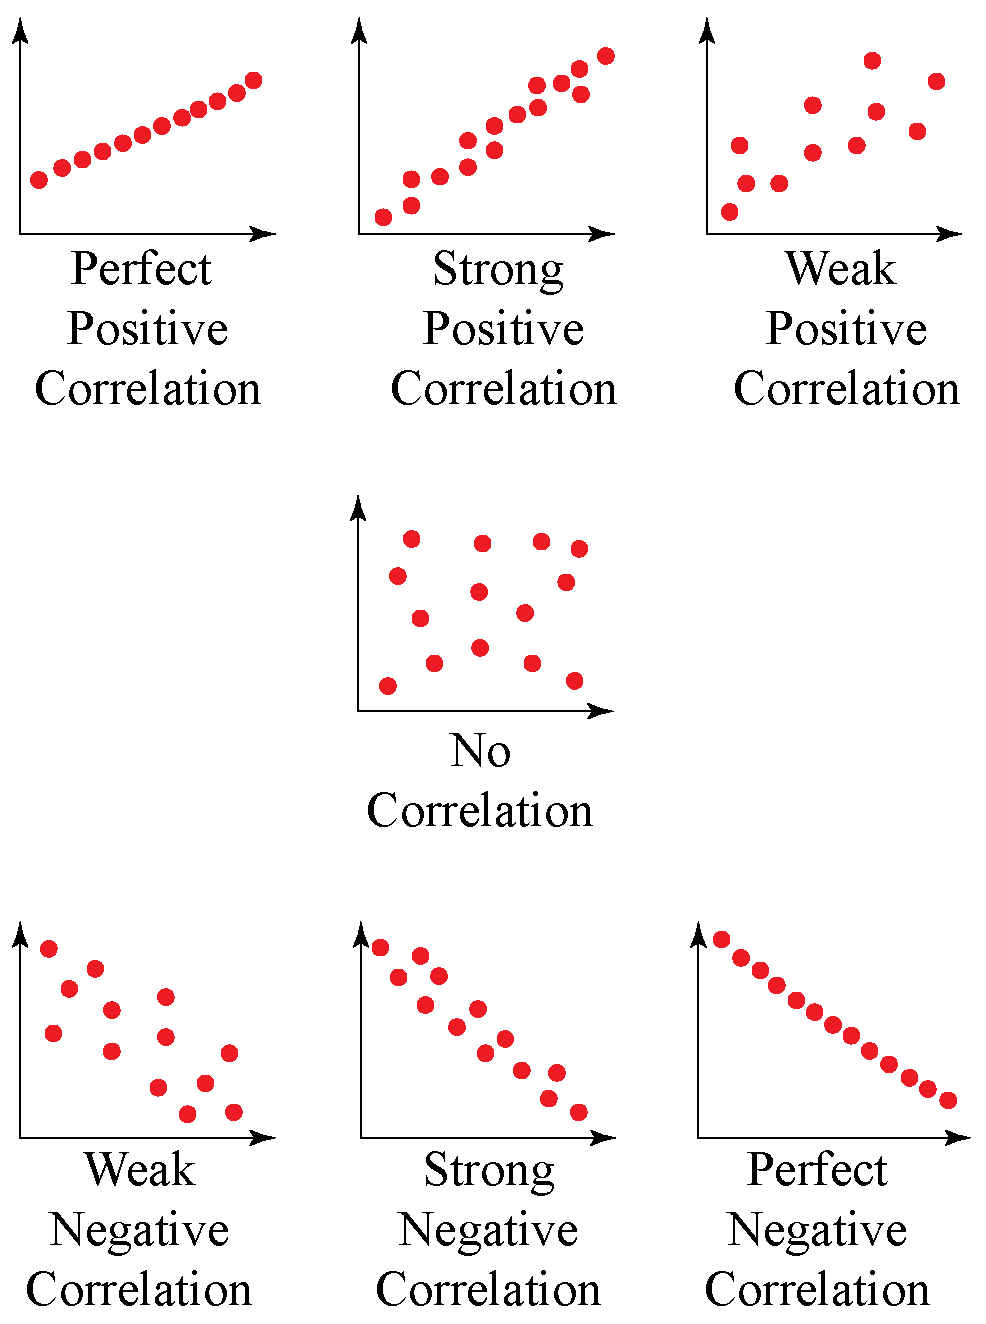 Perfect
Positive
Correlation
Strong
Positive
Correlation
Weak
Positive
Correlation
No
Correlation
Weak
Negative
Correlation
Strong
Negative
Correlation
Perfect
Negative
Correlation